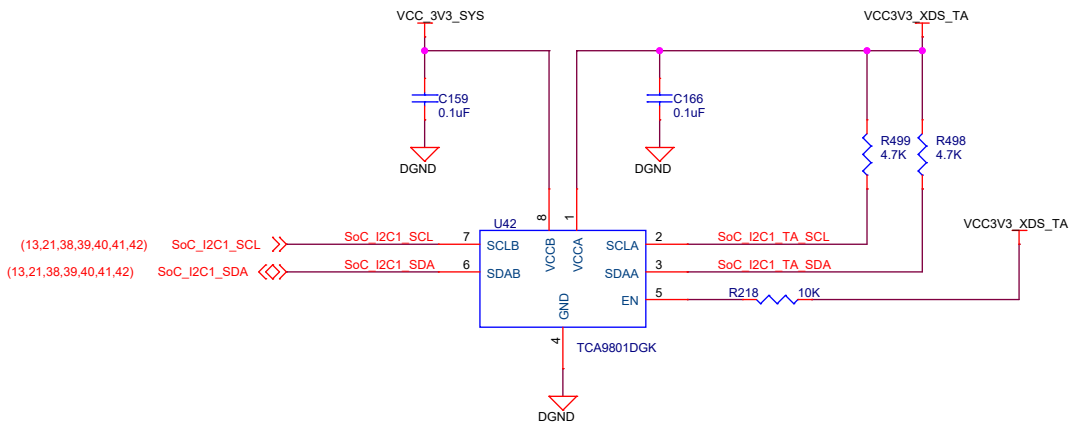 VCC_3V3_SYS
VCC3V3_XDS_TA
C159
0.1uF
C166
0.1uF
R499
4.7K
R498
4.7K
DGND
DGND
U42
8
1
VCCB
VCCA
VCC3V3_XDS_TA
(13,21,38,39,40,41,42) SoC_I2C1_SCL
SoC_I2C1_SCL
7
SCLB
SCLA
2
SoC_I2C1_TA_SCL
(13,21,38,39,40,41,42) SoC_I2C1_SDA
SoC_I2C1_SDA
6
SDAB
SDAA
3
SoC_I2C1_TA_SDA
GND
EN
5
R218
10K
4
TCA9801DGK
DGND